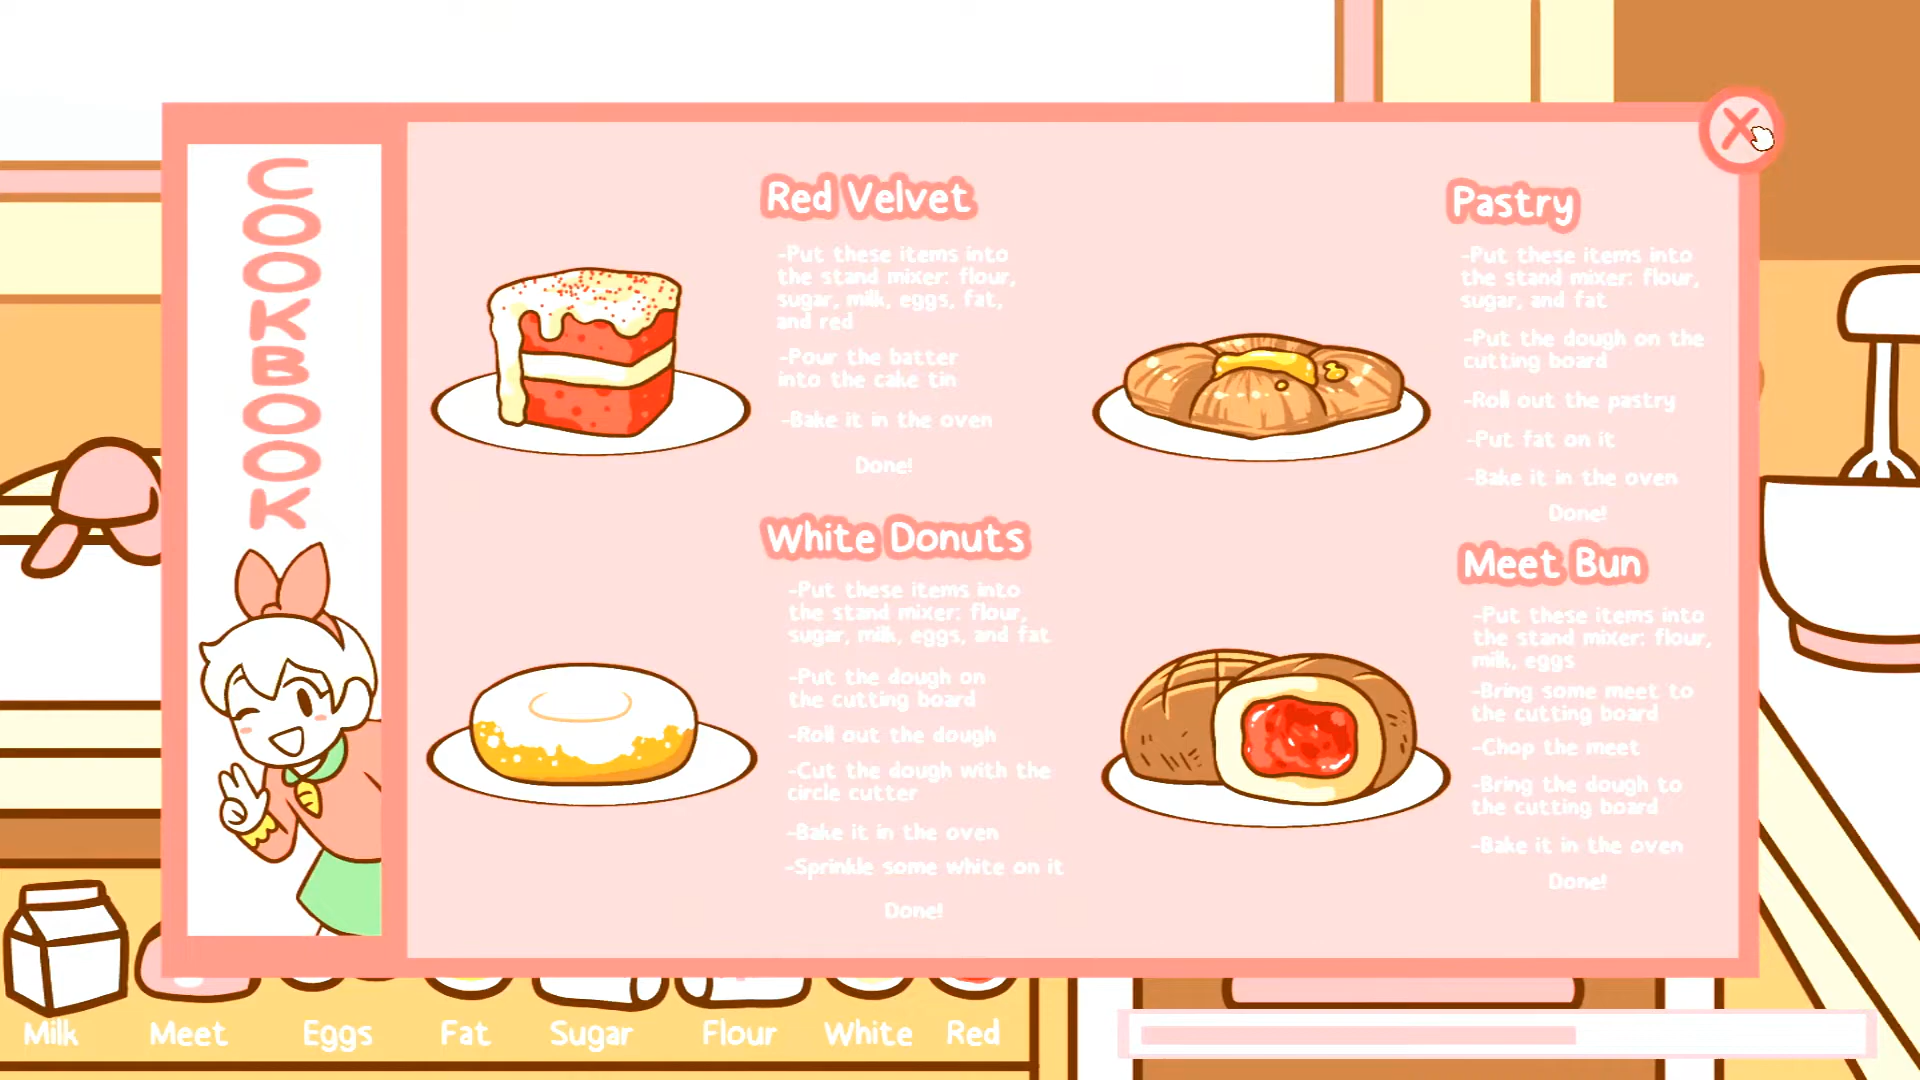 COOKBOOK
Red Velvet
-Put these items into
the stand mixer: flour,
sugar, milk, eggs, fat,
and red
-Pour the batter
into the cake tin
-Bake it in the oven
Done!
Pastry
-Put these items into
the stand mixer: flour,
sugar, and fat
-Put the dough on the
cutting board
-Roll out the pastry
-Put fat on it
-Bake it in the oven
Done!
White Donuts
-Put these items into
the stand mixer: flour,
sugar, milk, eggs, and fat
-Put the dough on
the cutting board
-Roll out the dough
-Cut the dough with the
circle cutter
-Bake it in the oven
-Sprinkle some white on it
Done!
Meet Bun
-Put these items into
the stand mixer: flour,
milk, eggs
-Bring some meet to
the cutting board
-Chop the meet
-Bring the dough to
the cutting board
-Bake it in the oven
Done!
Milk
Meet
Eggs
Fat
Sugar
Flour
White
Red